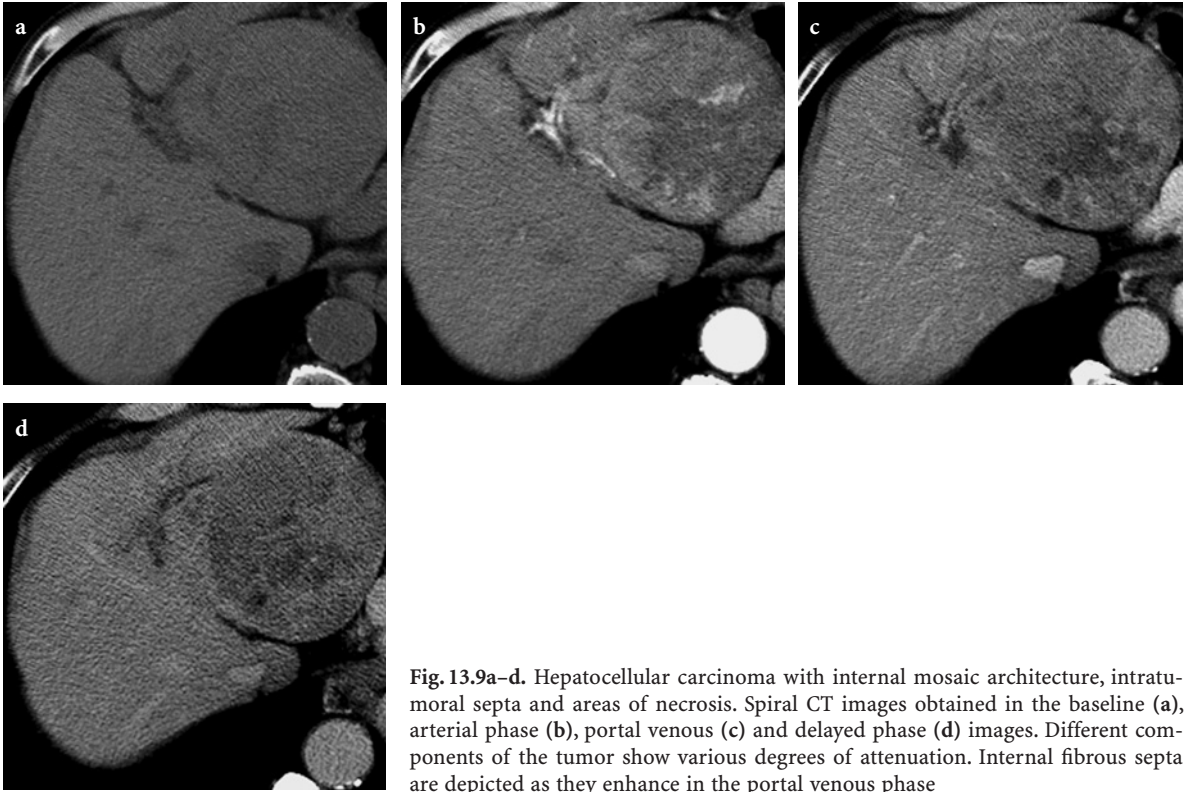 a
b
c
d
Fig. 13.9a–d. Hepatocellular carcinoma with internal mosaic architecture, intratu-
moral septa and areas of necrosis. Spiral CT images obtained in the baseline (a),
arterial phase (b), portal venous (c) and delayed phase (d) images. Different com-
ponents of the tumor show various degrees of attenuation. Internal fibrous septa
are depicted as they enhance in the portal venous phase